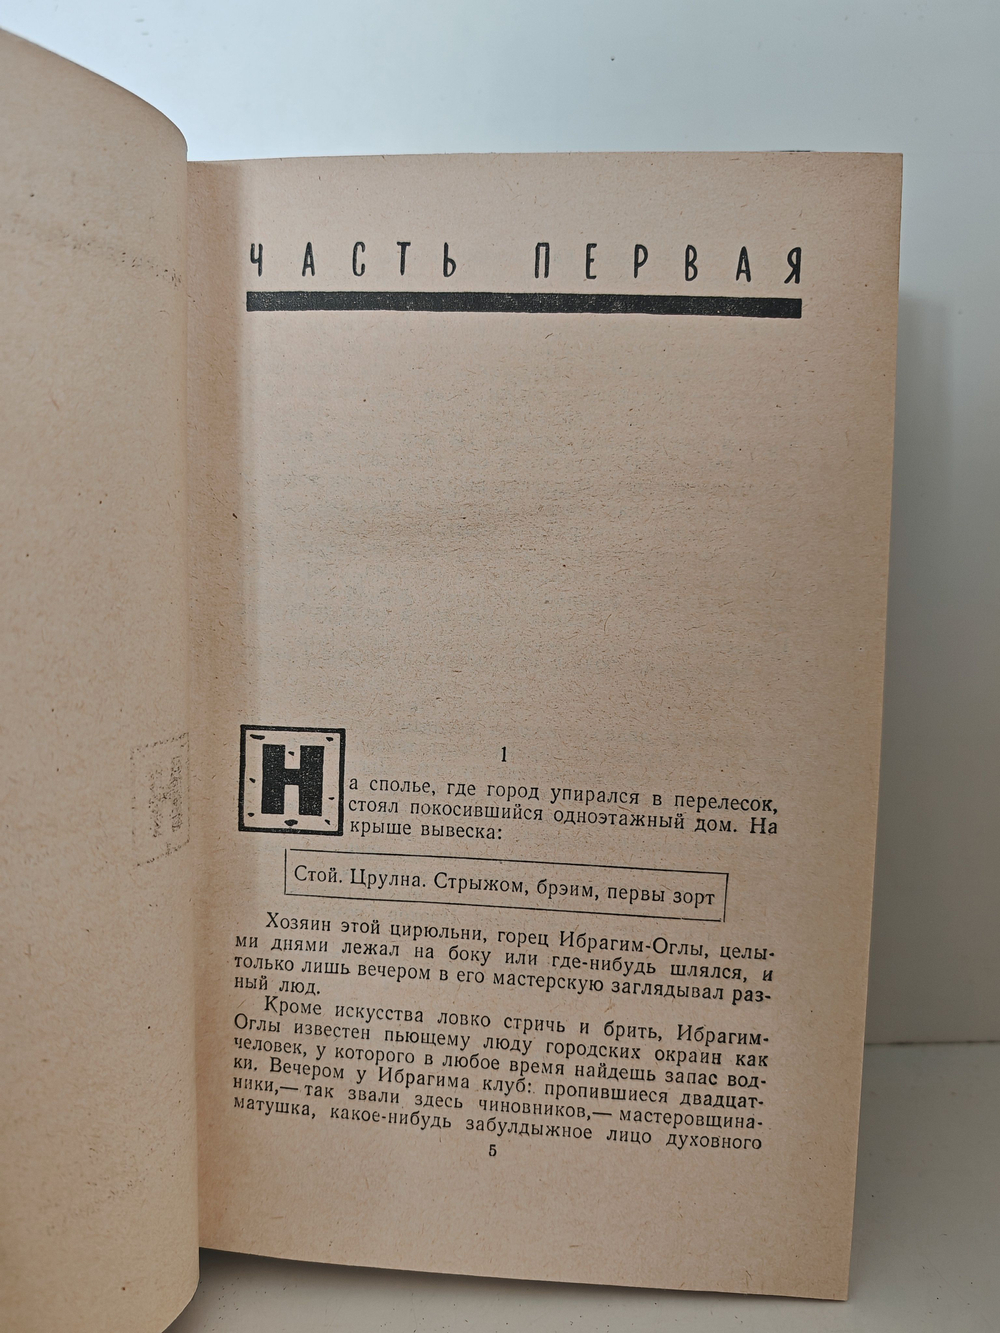 ЧАСТЬ ПЕРВАЯ
1
На сполье, где город упирался в перелесок,
стоял покосившийся одноэтажный дом. На
крыше вывеска:
Стой. Црулна. Стрыжом, брэим, первы зорт
Хозяин этой цирюльни, горец Ибрагим-Оглы, целы-
ми днями лежал на боку или где-нибудь шлялся, и
только лишь вечером в его мастерскую заглядывал раз-
ный люд.
Кроме искусства ловко стричь и брить, Ибрагим-
Оглы известен пьющему люду городских окраин как
человек, у которого в любое время найдешь запас вод-
ки. Вечером у Ибрагима клуб: пропившиеся двадцат-
ники,— так звали здесь чиновников,— мастеровщина-
матушка, какое-нибудь забулдыжное лицо духовного
5